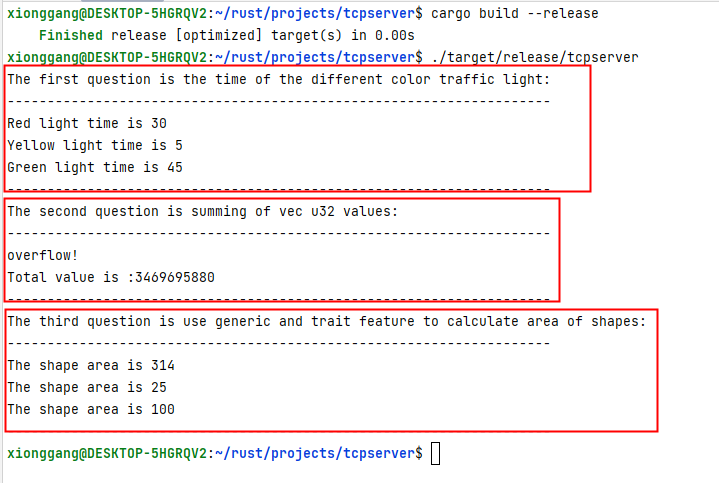 xionggang@DESKTOP-5HGRQV2:~/rust/projects/tcpserver$ cargo build --release
    Finished release [optimized] target(s) in 0.00s
xionggang@DESKTOP-5HGRQV2:~/rust/projects/tcpserver$ ./target/release/tcpserver
The first question is the time of the different color traffic light:
--------------------------------------------------------------------
Red light time is 30
Yellow light time is 5
Green light time is 45
--------------------------------------------------------------------
The second question is summing of vec u32 values:
--------------------------------------------------------------------
overflow!
Total value is :3469695880
--------------------------------------------------------------------
The third question is use generic and trait feature to calculate area of shapes:
--------------------------------------------------------------------
The shape area is 314
The shape area is 25
The shape area is 100
xionggang@DESKTOP-5HGRQV2:~/rust/projects/tcpserver$